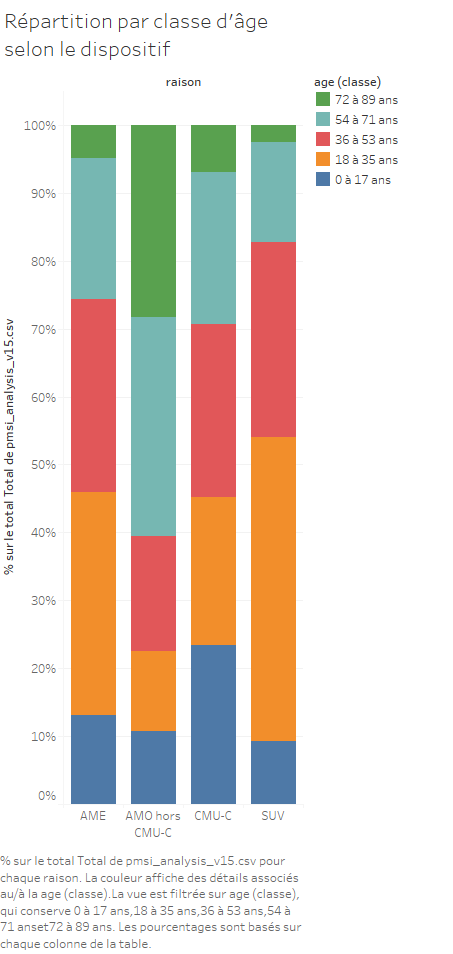 Répartition par classe d'âge
selon le dispositif
raison
age (classe)
72 à 89 ans
54 à 71 ans
36 à 53 ans
18 à 35 ans
0 à 17 ans
100%
90%
80%
70%
60%
50%
40%
30%
20%
10%
0%
% sur le total Total de pmsi_analysis_v15.csv
AME
AMO hors
CMU-C
CMU-C
SUV
% sur le total Total de pmsi_analysis_v15.csv pour
chaque raison. La couleur affiche des détails associés
au/à la age (classe).La vue est filtrée sur age (classe),
qui conserve 0 à 17 ans,18 à 35 ans,36 à 53 ans,54 à
71 anset72 à 89 ans. Les pourcentages sont basés sur
chaque colonne de la table.